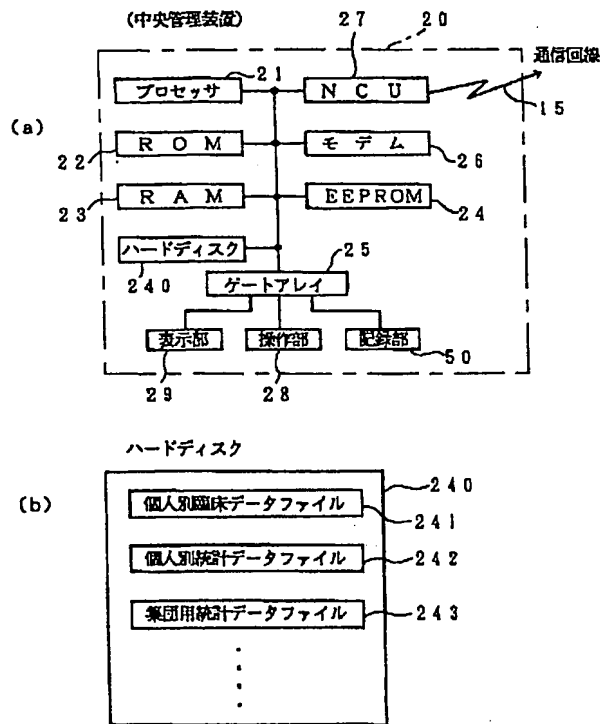 (中央管理装置)
27
20
通信回線
21
プロセッサ
NCU
(a)
15
ROM
モデム
22
26
RAM
EEPROM
23
24
ハードディスク
25
240
ゲートアレイ
表示部
操作部
記録部
50
29
28
ハードディスク
(b)
240
個人別臨床データファイル
241
個人別統計データファイル
242
集団用統計データファイル
243